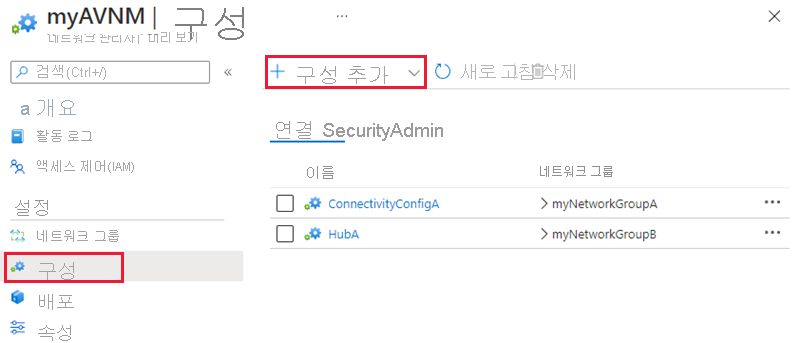 myAVNM | 구성
...
네트워크 관리자 | 미리 보기
검색(Ctrl+/)
«
+ 구성 추가
새로 고침
삭제
a 개요
활동 로그
액세스 제어(IAM)
설정
네트워크 그룹
구성
배포
속성
연결 SecurityAdmin
이름 네트워크 그룹
ConnectivityConfigA > myNetworkGroupA ...
HubA > myNetworkGroupB ...